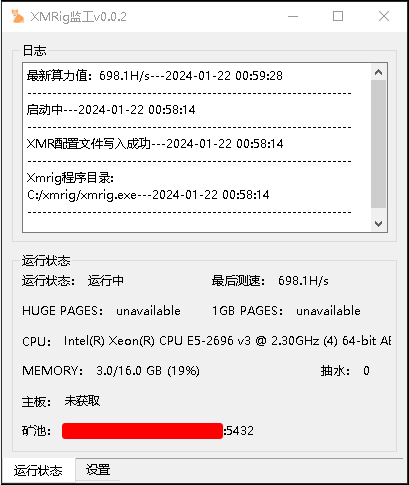 XMRig监工v0.0.2
日志
最新算力值：698.1H/s---2024-01-22 00:59:28
--------------------------------------------------------------------------------
启动中---2024-01-22 00:58:14
--------------------------------------------------------------------------------
XMR配置文件写入成功---2024-01-22 00:58:14
--------------------------------------------------------------------------------
Xmrig程序目录:
C:/xmrig/xmrig.exe---2024-01-22 00:58:14
--------------------------------------------------------------------------------
运行状态
运行状态： 运行中 最后测速： 698.1H/s
HUGE PAGES： unavailable 1GB PAGES： unavailable
CPU： Intel(R) Xeon(R) CPU E5-2696 v3 @ 2.30GHz (4) 64-bit AE
MEMORY： 3.0/16.0 GB (19%) 抽水： 0
主板： 未获取
矿池： :5432
运行状态 设置